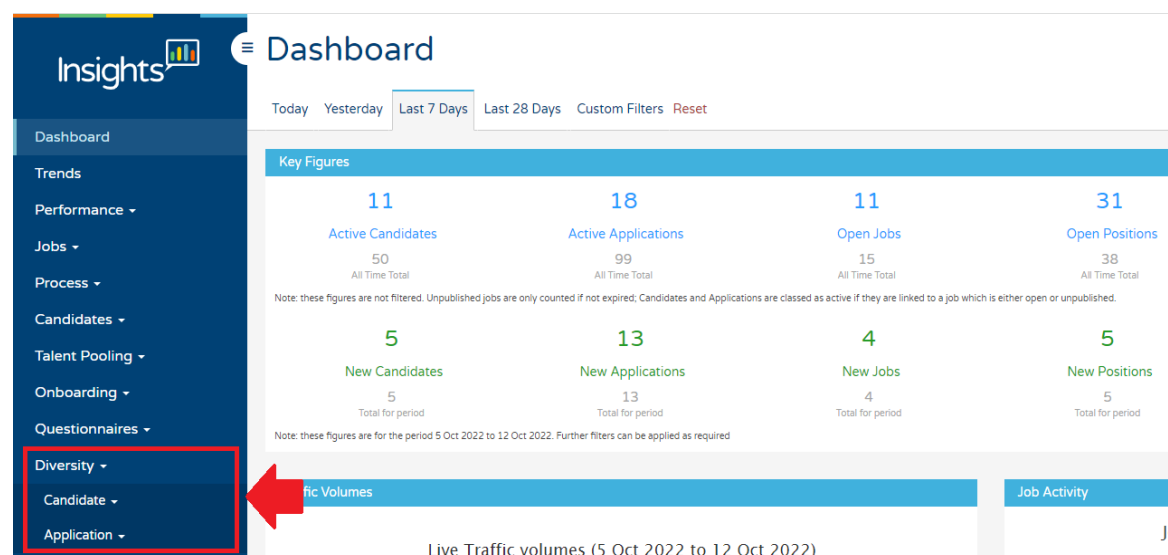 Insights
Dashboard
Trends
Performance
Jobs
Process
Candidates
Talent Pooling
Onboarding
Questionnaires
Diversity
Candidate
Application
Dashboard
Today Yesterday Last 7 Days Last 28 Days Custom Filters Reset
Key Figures
11 18 11 31
Active Candidates Active Applications Open Jobs Open Positions
50 99 15 38
All Time Total All Time Total All Time Total All Time Total
Note: these figures are not filtered. Unpublished jobs are only counted if not expired; Candidates and Applications are classed as active if they are linked to a job which is either open or unpublished.
5 13 4 5
New Candidates New Applications New Jobs New Positions
5 13 4 5
Total for period Total for period Total for period Total for period
Note: these figures are for the period 5 Oct 2022 to 12 Oct 2022. Further filters can be applied as required
fic Volumes Job Activity
Live Traffic volumes (5 Oct 2022 to 12 Oct 2022) J